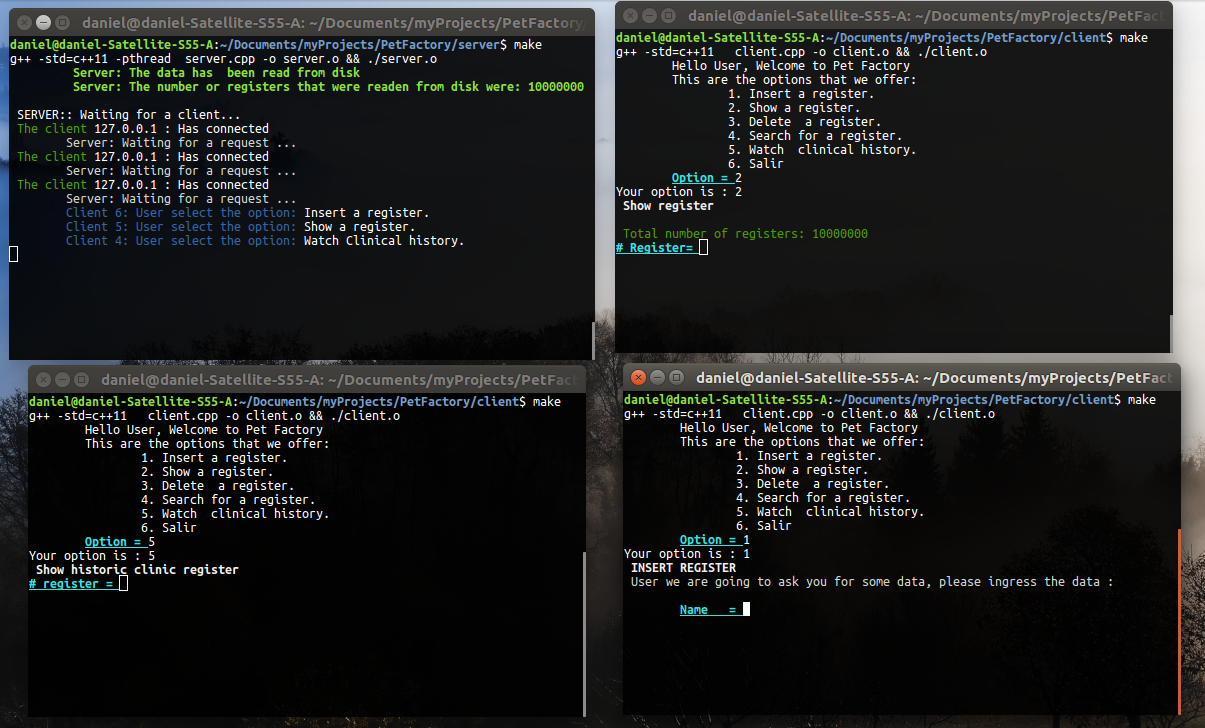 daniel@daniel-Satellite-S55-A: ~/Documents/myProjects/PetFactory/
daniel@daniel-Satellite-S55-A:~/Documents/myProjects/PetFactory/server$ make
g++ -std=c++11 -pthread  server.cpp -o server.o && ./server.o
Server: The data has  been read from disk
Server: The number or registers that were readen from disk were: 10000000
SERVER:: Waiting for a client...
The client 127.0.0.1 : Has connected
Server: Waiting for a request ...
The client 127.0.0.1 : Has connected
Server: Waiting for a request ...
The client 127.0.0.1 : Has connected
Server: Waiting for a request ...
Client 6: User select the option: Insert a register.
Client 5: User select the option: Show a register.
Client 4: User select the option: Watch Clinical history.
daniel@daniel-Satellite-S55-A: ~/Documents/myProjects/PetFact
daniel@daniel-Satellite-S55-A:~/Documents/myProjects/PetFactory/client$ make
g++ -std=c++11   client.cpp -o client.o && ./client.o
Hello User, Welcome to Pet Factory
This are the options that we offer:
1. Insert a register.
2. Show a register.
3. Delete  a register.
4. Search for a register.
5. Watch  clinical history.
6. Salir
Option = 2
Your option is : 2
Show register
Total number of registers: 10000000
# Register=
daniel@daniel-Satellite-S55-A: ~/Documents/myProjects/PetFact
daniel@daniel-Satellite-S55-A:~/Documents/myProjects/PetFactory/client$ make
g++ -std=c++11   client.cpp -o client.o && ./client.o
Hello User, Welcome to Pet Factory
This are the options that we offer:
1. Insert a register.
2. Show a register.
3. Delete  a register.
4. Search for a register.
5. Watch  clinical history.
6. Salir
Option = 5
Your option is : 5
Show historic clinic register
# register =
daniel@daniel-Satellite-S55-A: ~/Documents/myProjects/PetFact
daniel@daniel-Satellite-S55-A:~/Documents/myProjects/PetFactory/client$ make
g++ -std=c++11   client.cpp -o client.o && ./client.o
Hello User, Welcome to Pet Factory
This are the options that we offer:
1. Insert a register.
2. Show a register.
3. Delete  a register.
4. Search for a register.
5. Watch  clinical history.
6. Salir
Option = 1
Your option is : 1
INSERT REGISTER
User we are going to ask you for some data, please ingress the data :
Name   =